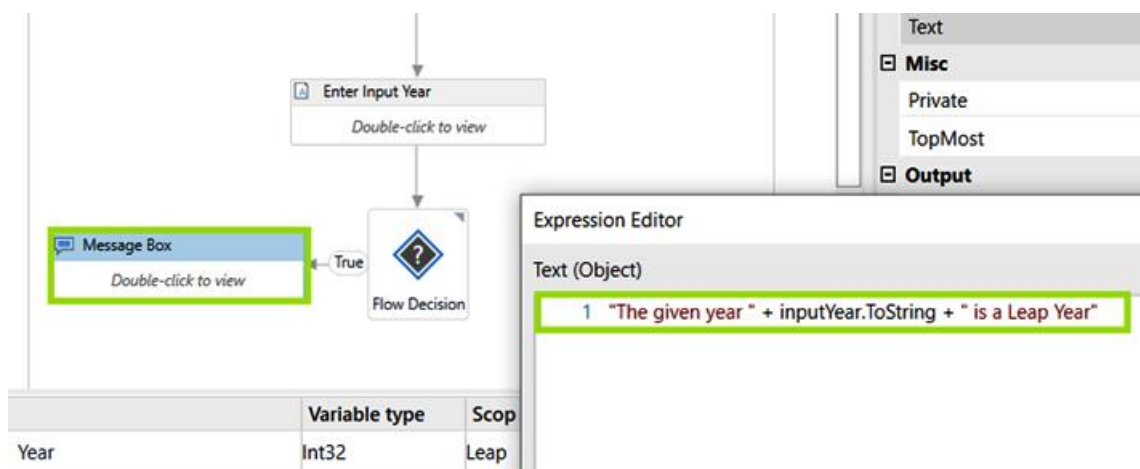 Text
Misc
Private
TopMost
Output
Enter Input Year
Double-click to view
Message Box
Double-click to view
True
Flow Decision
Expression Editor
Text (Object)
1 "The given year " + inputYear.ToString + " is a Leap Year"
Variable type Scop
Year Int32 Leap